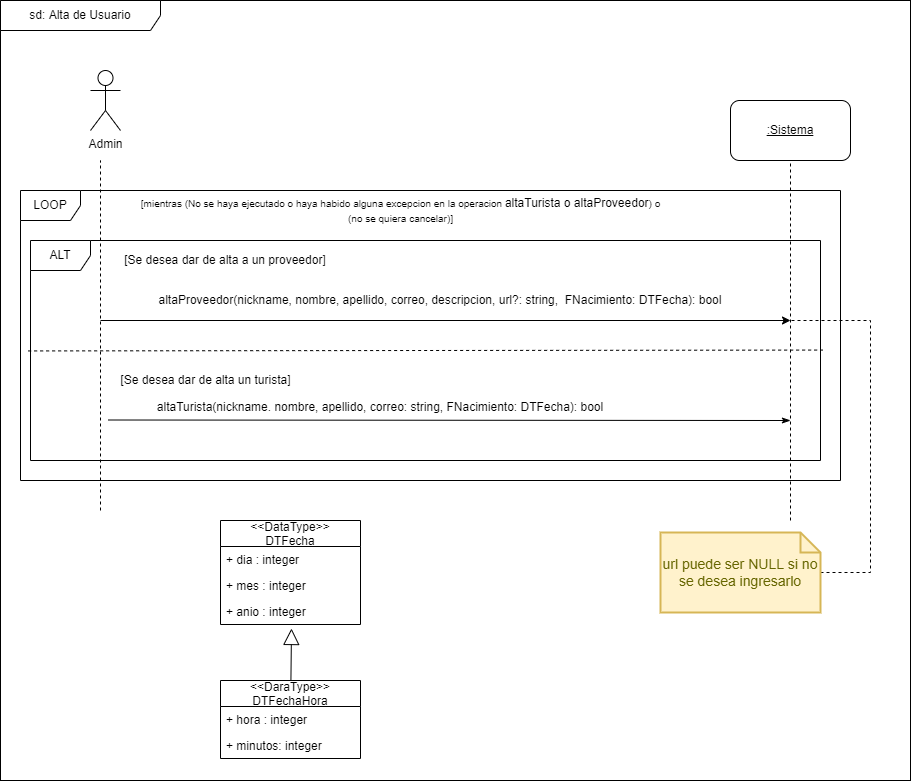 sd: Alta de Usuario
Admin
:Sistema
LOOP
[mientras (No se haya ejecutado o haya habido alguna excepcion en la operacion altaTurista o altaProveedor) o
(no se quiera cancelar)]
ALT
[Se desea dar de alta a un proveedor]
altaProveedor(nickname, nombre, apellido, correo, descripcion, url?: string,  FNacimiento: DTFecha): bool
[Se desea dar de alta un turista]
altaTurista(nickname. nombre, apellido, correo: string, FNacimiento: DTFecha): bool
<<DataType>>
DTFecha
+ dia : integer
+ mes : integer
+ anio : integer
url puede ser NULL si no
se desea ingresarlo
<<DaraType>>
DTFechaHora
+ hora : integer
+ minutos: integer